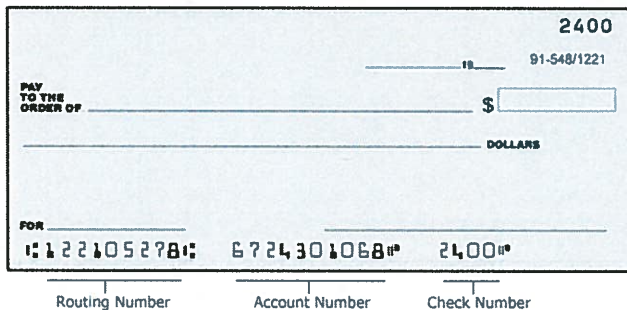 2400
19 91-548/1221
PAY
TO THE
ORDER OF $
DOLLARS
FOR
⑆122105278⑆ 6724301068⑈ 2400⑈
Routing Number Account Number Check Number